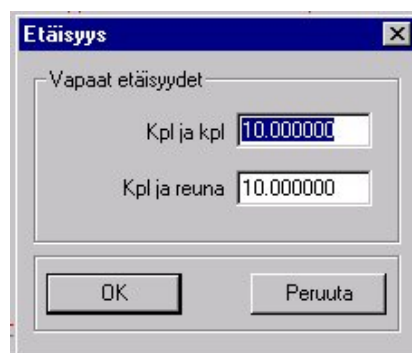 Etäisyys
Vapaat etäisyydet
Kpl ja kpl 10.000000
Kpl ja reuna 10.000000
OK Peruuta